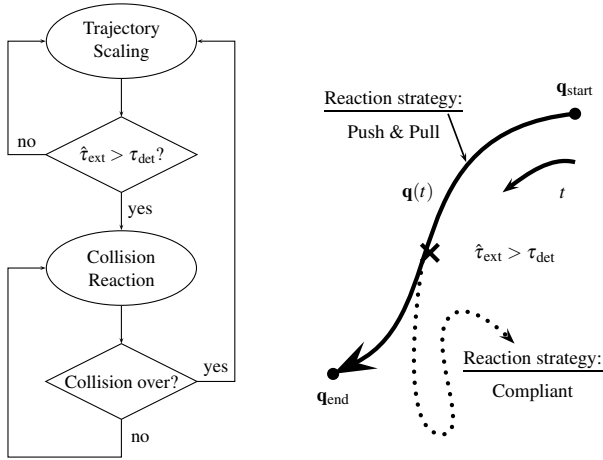 Trajectory
Scaling
no
τ̂ext > τdet?
yes
Collision
Reaction
Collision over?
yes
no
qstart
Reaction strategy:
Push & Pull
q(t)
t
τ̂ext > τdet
Reaction strategy:
Compliant
qend